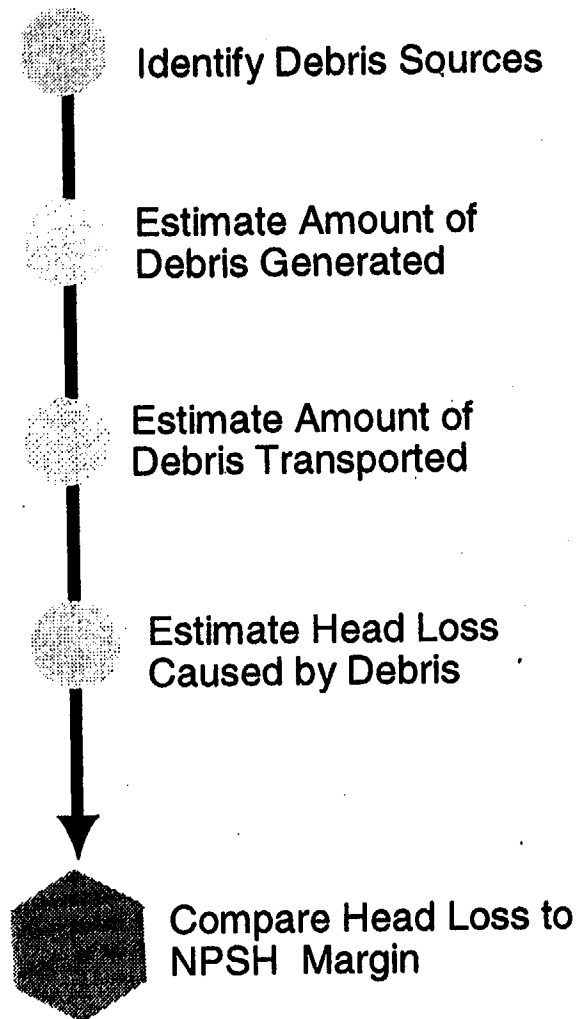 Identify Debris Sources
Estimate Amount of
Debris Generated
Estimate Amount of
Debris Transported
Estimate Head Loss
Caused by Debris
Compare Head Loss to
NPSH Margin